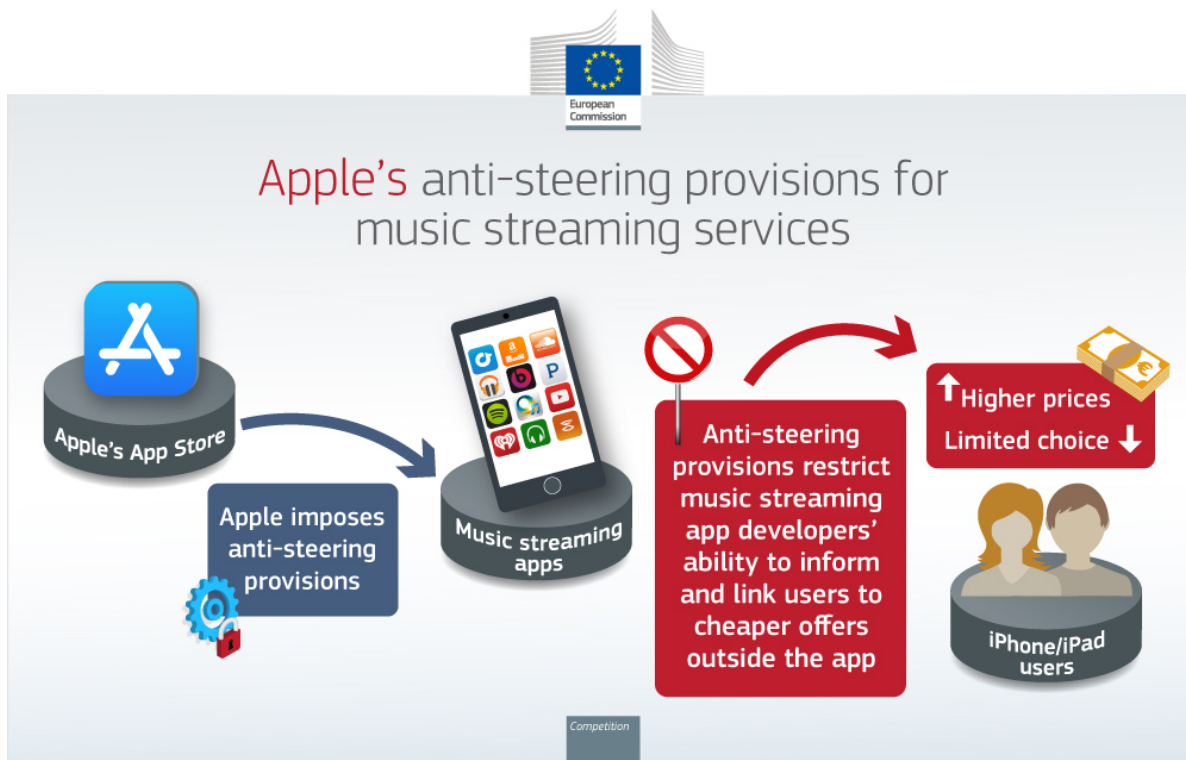 European
Commission
Apple's anti-steering provisions for
music streaming services
Apple's App Store
Apple imposes
anti-steering
provisions
Music streaming
apps
Anti-steering
provisions restrict
music streaming
app developers'
ability to inform
and link users to
cheaper offers
outside the app
Higher prices
Limited choice
iPhone/iPad
users
Competition